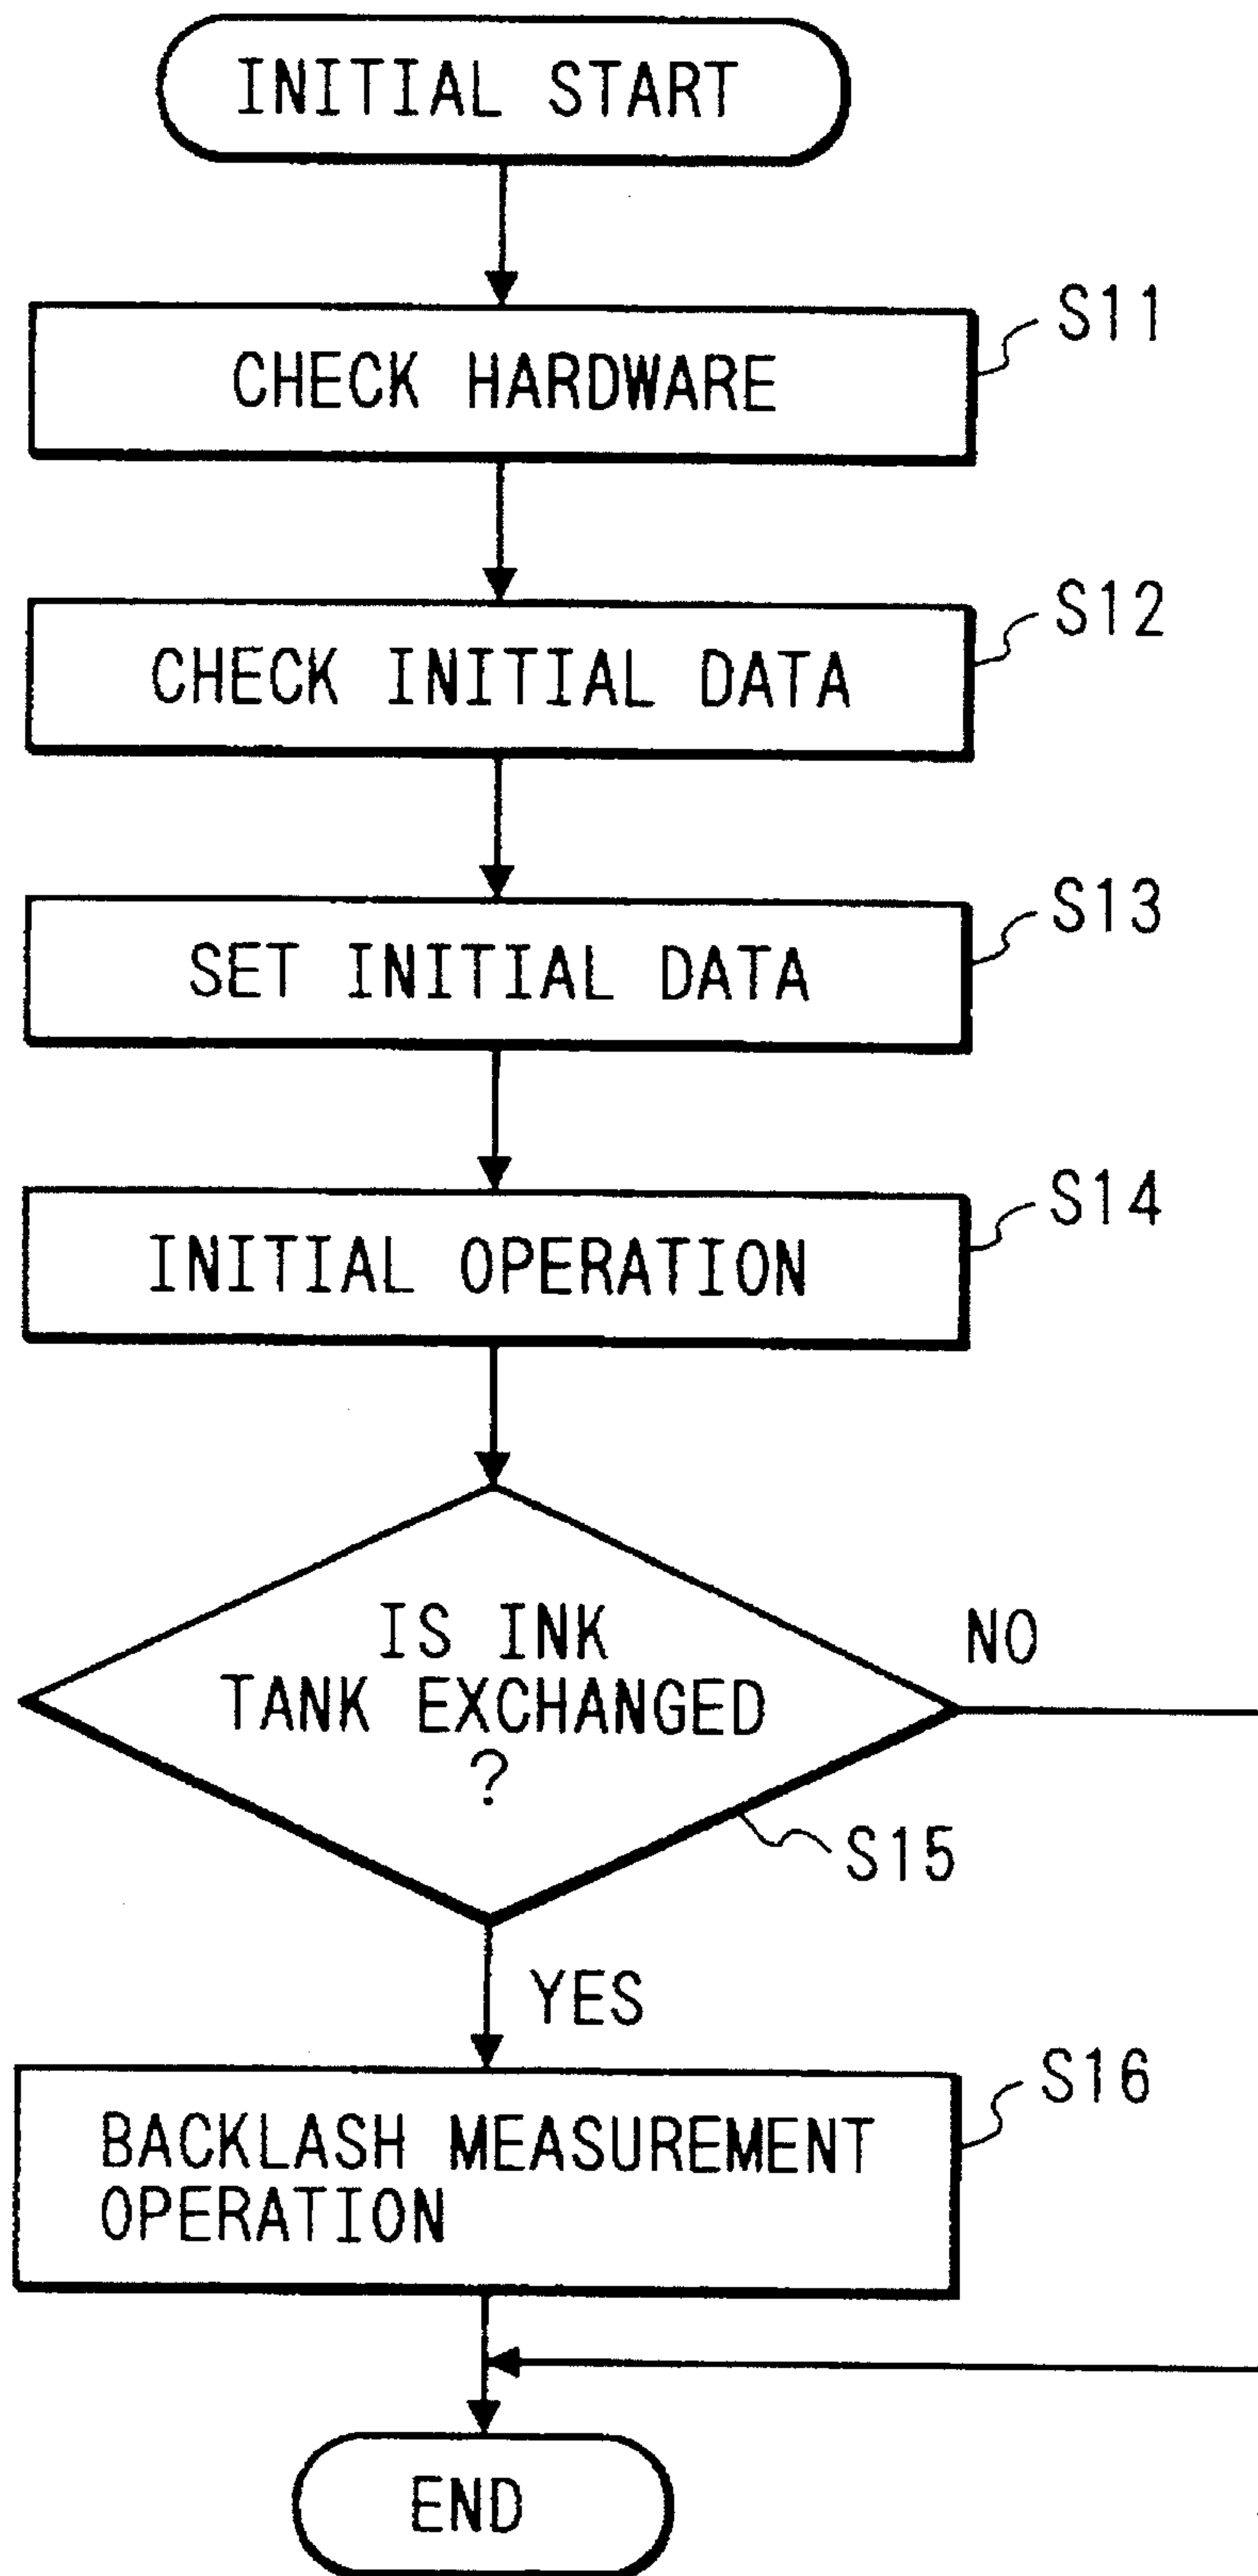 INITIAL START
S11
CHECK HARDWARE
S12
CHECK INITIAL DATA
S13
SET INITIAL DATA
S14
INITIAL OPERATION
IS INK
TANK EXCHANGED
?
NO
S15
YES
S16
BACKLASH MEASUREMENT
OPERATION
END